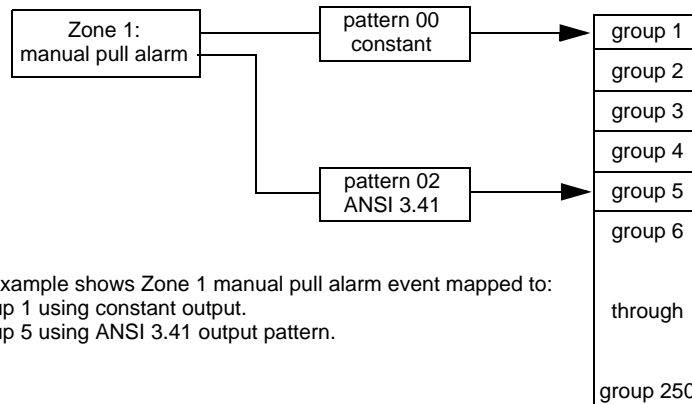 Zone 1:
manual pull alarm
pattern 00
constant
pattern 02
ANSI 3.41
group 1
group 2
group 3
group 4
group 5
group 6
through
group 250
example shows Zone 1 manual pull alarm event mapped to:
1 using constant output.
5 using ANSI 3.41 output pattern.